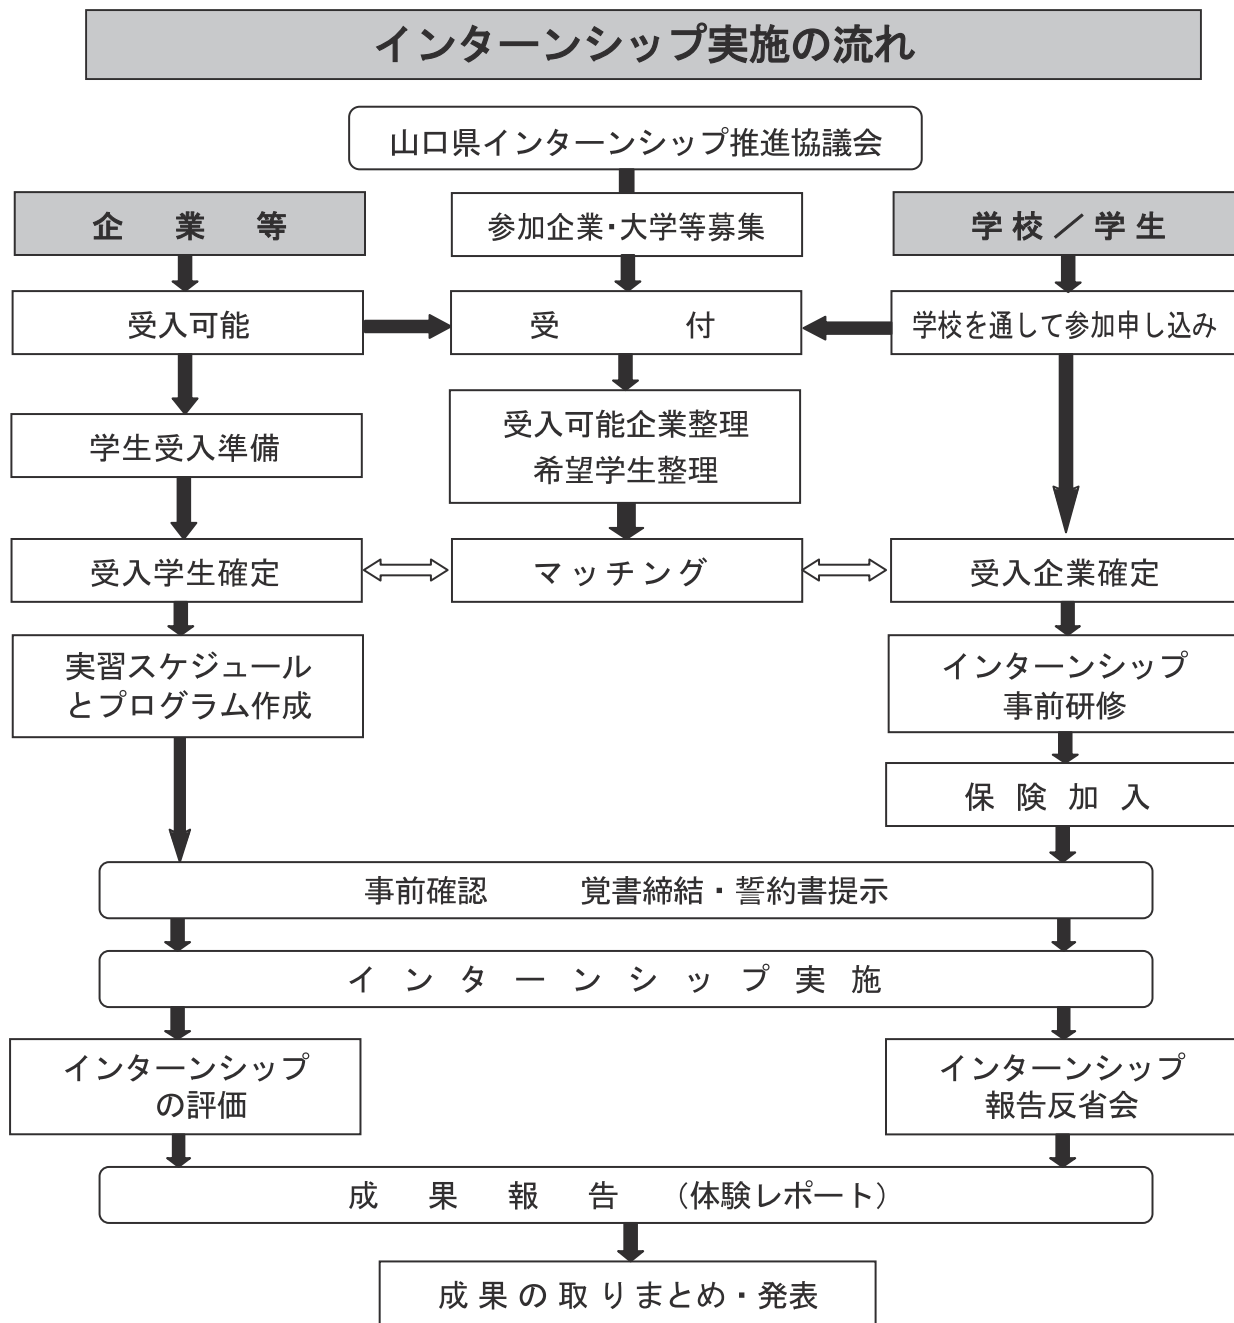 インターンシップ実施の流れ
山口県インターンシップ推進協議会
企業等
参加企業・大学等募集
学校／学生
受入可能
受付
学校を通して参加申し込み
学生受入準備
受入可能企業整理
希望学生整理
受入学生確定
マッチング
受入企業確定
実習スケジュール
とプログラム作成
インターンシップ
事前研修
保険加入
事前確認　覚書締結・誓約書提示
インターンシップ実施
インターンシップ
の評価
インターンシップ
報告反省会
成果報告（体験レポート）
成果の取りまとめ・発表